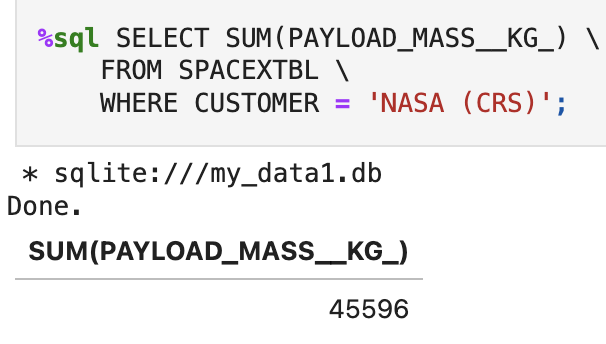 %sql SELECT SUM(PAYLOAD_MASS__KG_) \
FROM SPACEXTBL \
WHERE CUSTOMER = 'NASA (CRS)';
* sqlite:///my_data1.db
Done.
SUM(PAYLOAD_MASS__KG_)
45596